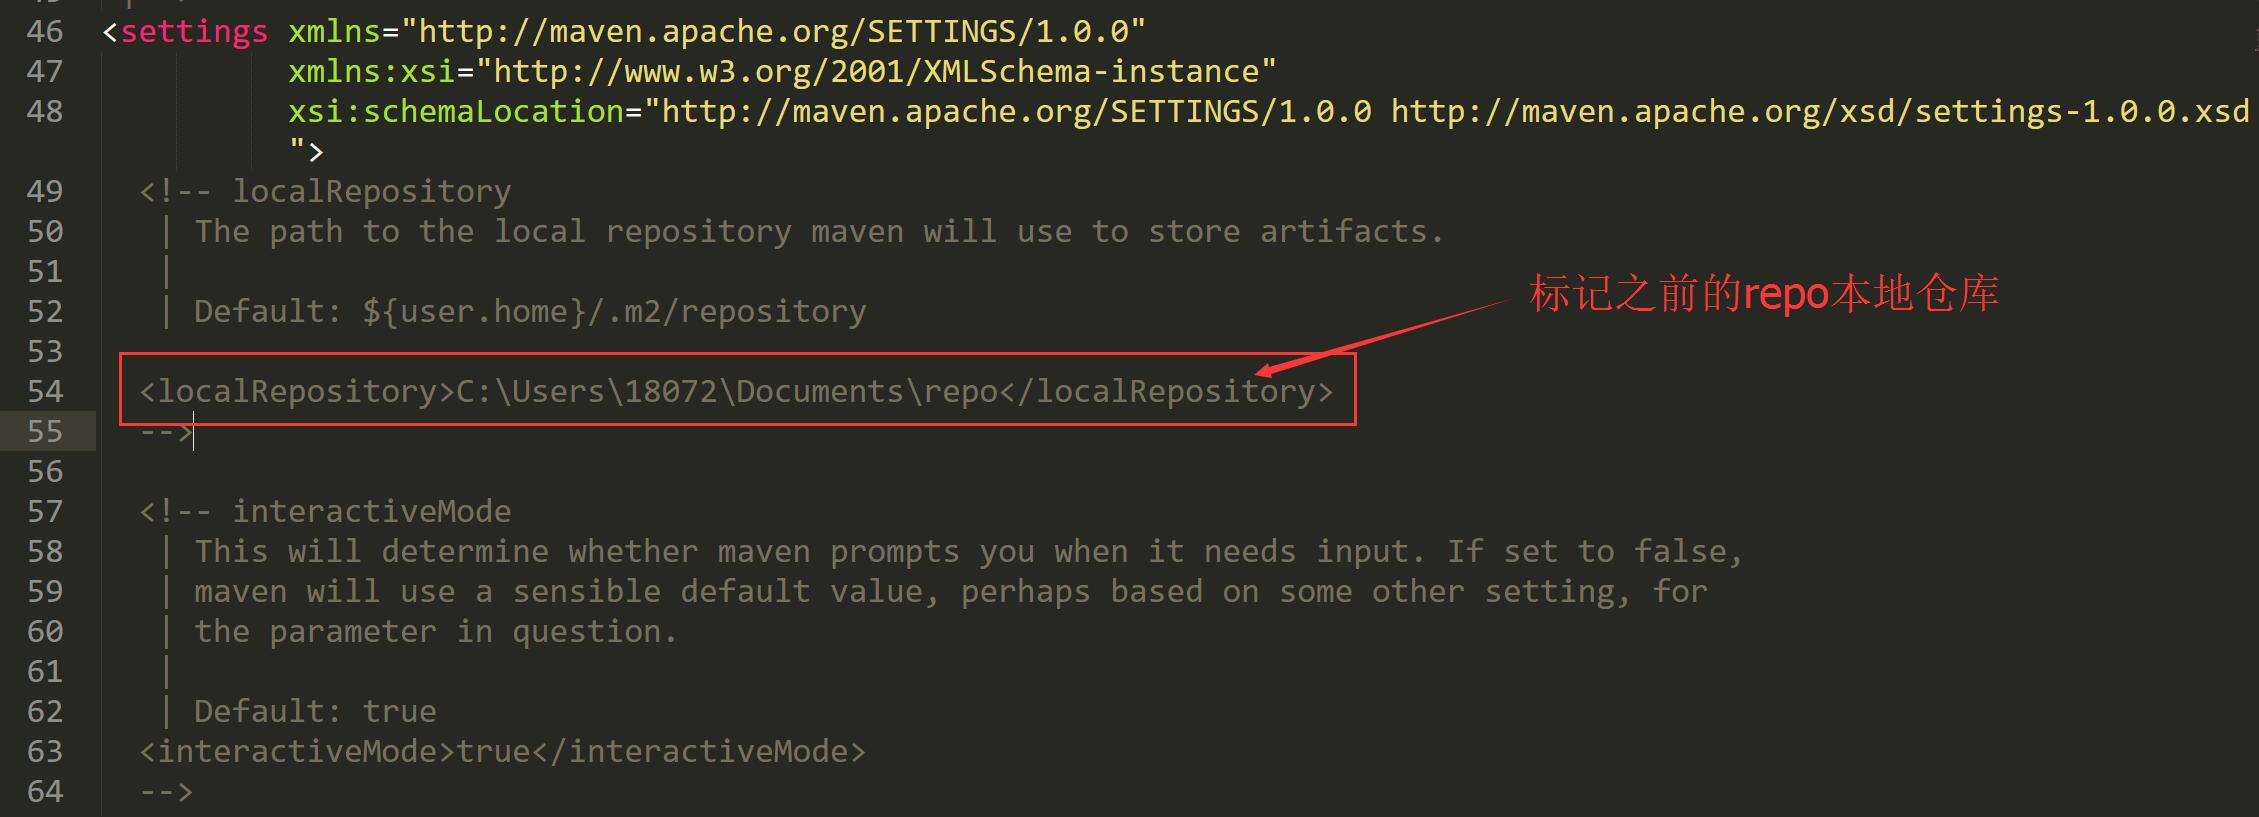 46 <settings xmlns="http://maven.apache.org/SETTINGS/1.0.0"
47 xmlns:xsi="http://www.w3.org/2001/XMLSchema-instance"
48 xsi:schemaLocation="http://maven.apache.org/SETTINGS/1.0.0 http://maven.apache.org/xsd/settings-1.0.0.xsd
">
49 <!-- localRepository
50 | The path to the local repository maven will use to store artifacts.
51 |
标记之前的repo本地仓库
52 | Default: ${user.home}/.m2/repository
53
54 <localRepository>C:\Users\18072\Documents\repo</localRepository>
55 -->
56
57 <!-- interactiveMode
58 | This will determine whether maven prompts you when it needs input. If set to false,
59 | maven will use a sensible default value, perhaps based on some other setting, for
60 | the parameter in question.
61 |
62 | Default: true
63 <interactiveMode>true</interactiveMode>
64 -->